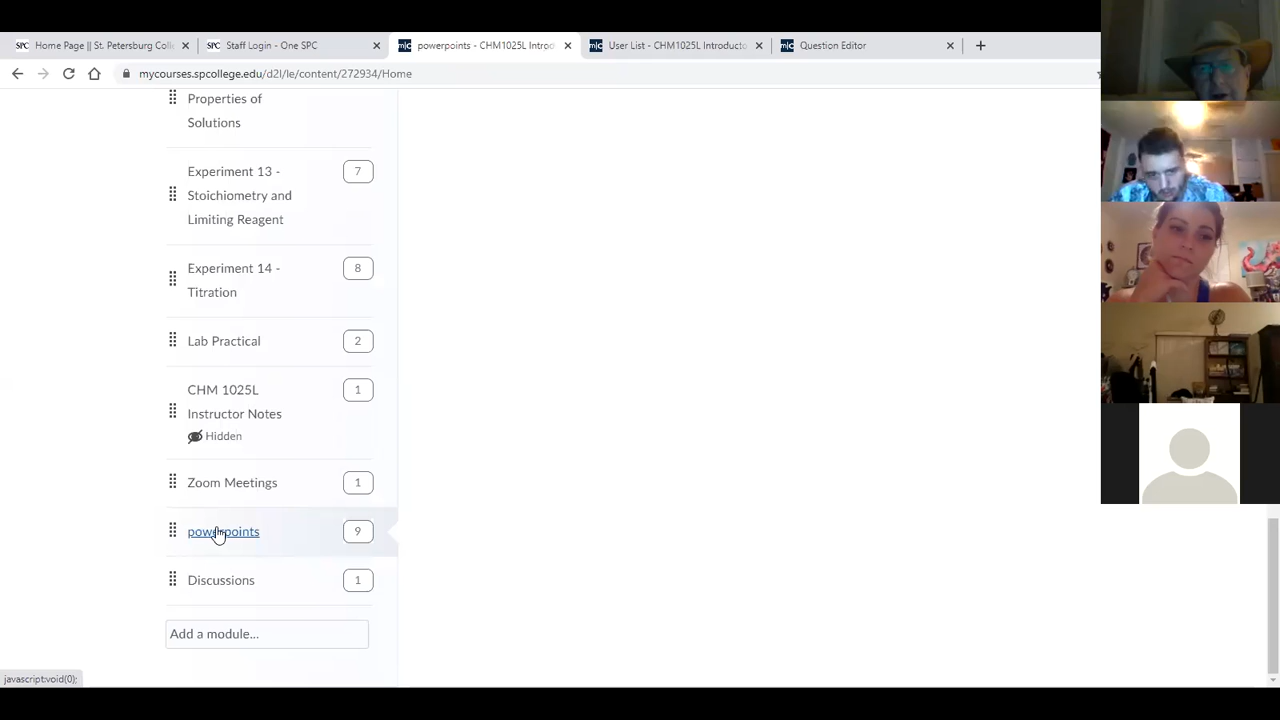 Home Page || St. Petersburg Coll
Staff Login - One SPC
powerpoints - CHM1025L Introd
User List - CHM1025L Introducto
Question Editor
mycourses.spcollege.edu/d2l/le/content/272934/Home
Properties of
Solutions
Experiment 13 -
7
Stoichiometry and
Limiting Reagent
Experiment 14 -
8
Titration
Lab Practical
2
CHM 1025L
1
Instructor Notes
Hidden
Zoom Meetings
1
powerpoints
9
Discussions
1
Add a module...
javascript:void(0);